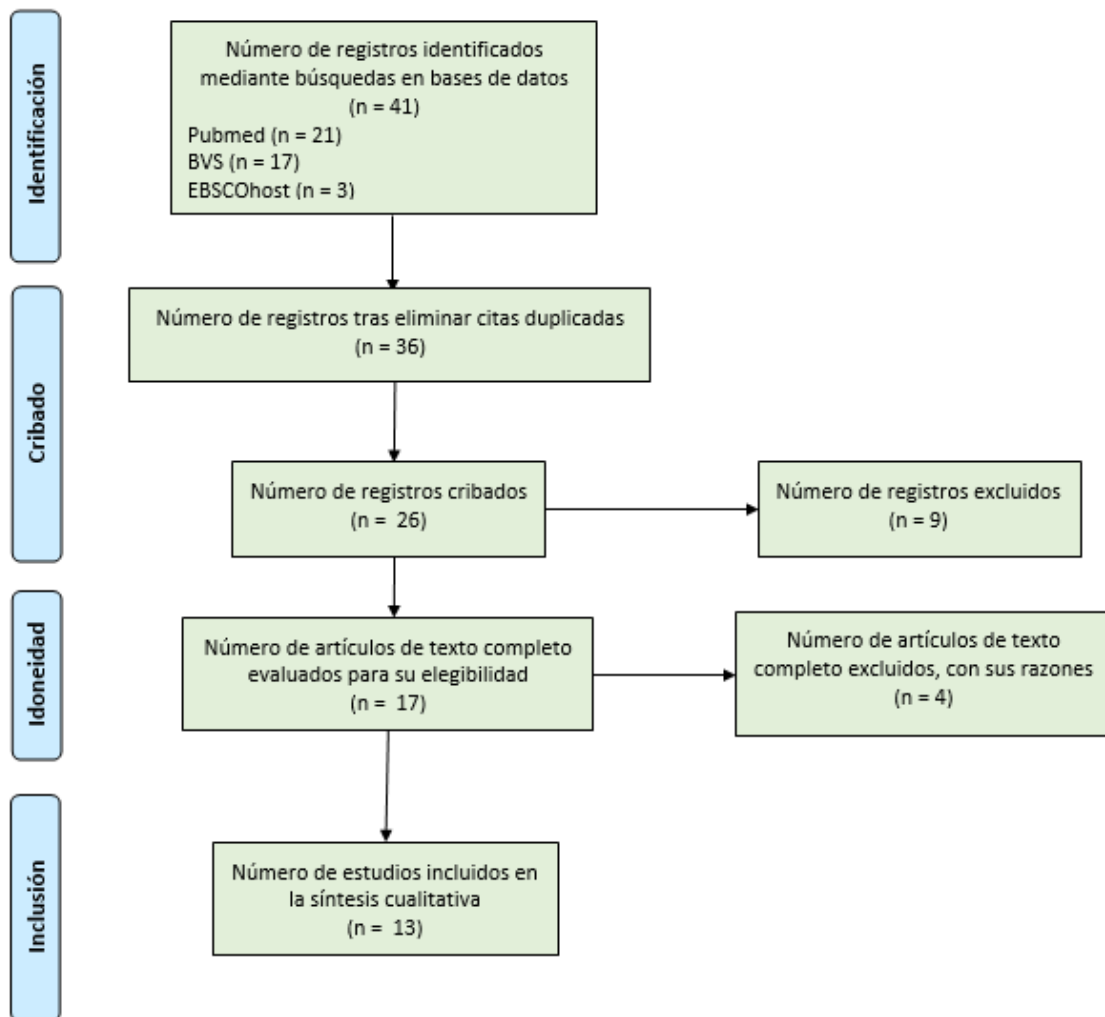 Identificación
Número de registros identificados
mediante búsquedas en bases de datos
(n = 41)
Pubmed (n = 21)
BVS (n = 17)
EBSCOhost (n = 3)
Cribado
Número de registros tras eliminar citas duplicadas
(n = 36)
Número de registros cribados
(n = 26)
Número de registros excluidos
(n = 9)
Idoneidad
Número de artículos de texto completo
evaluados para su elegibilidad
(n = 17)
Número de artículos de texto
completo excluidos, con sus razones
(n = 4)
Inclusión
Número de estudios incluidos en
la síntesis cualitativa
(n = 13)